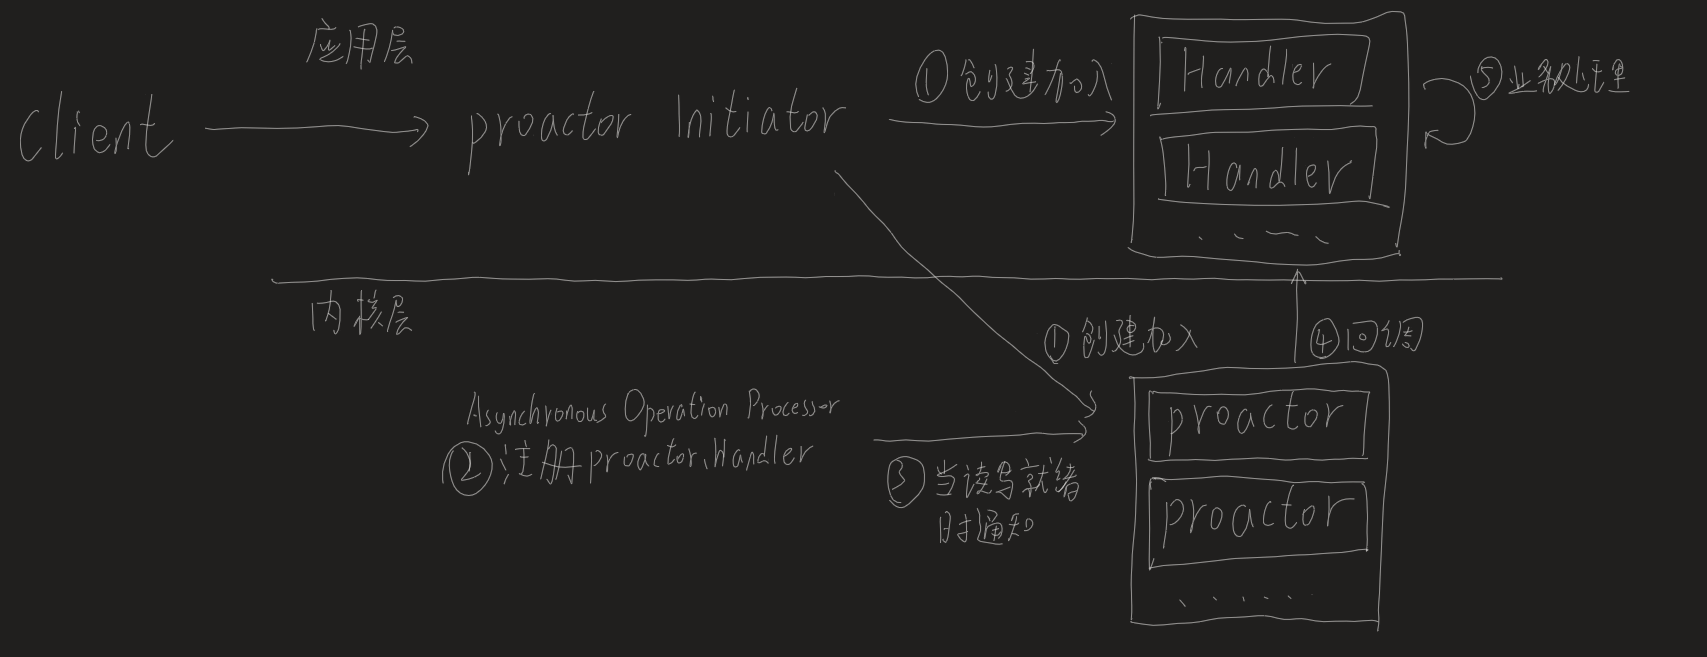 应用层
Client
proactor Initiator
①创建加入
Handler
Handler
⑤业务处理
内核层
①创建加入
④回调
Asynchronous Operation Processor
②注册proactor、Handler
③当读写就绪
时通知
proactor
proactor